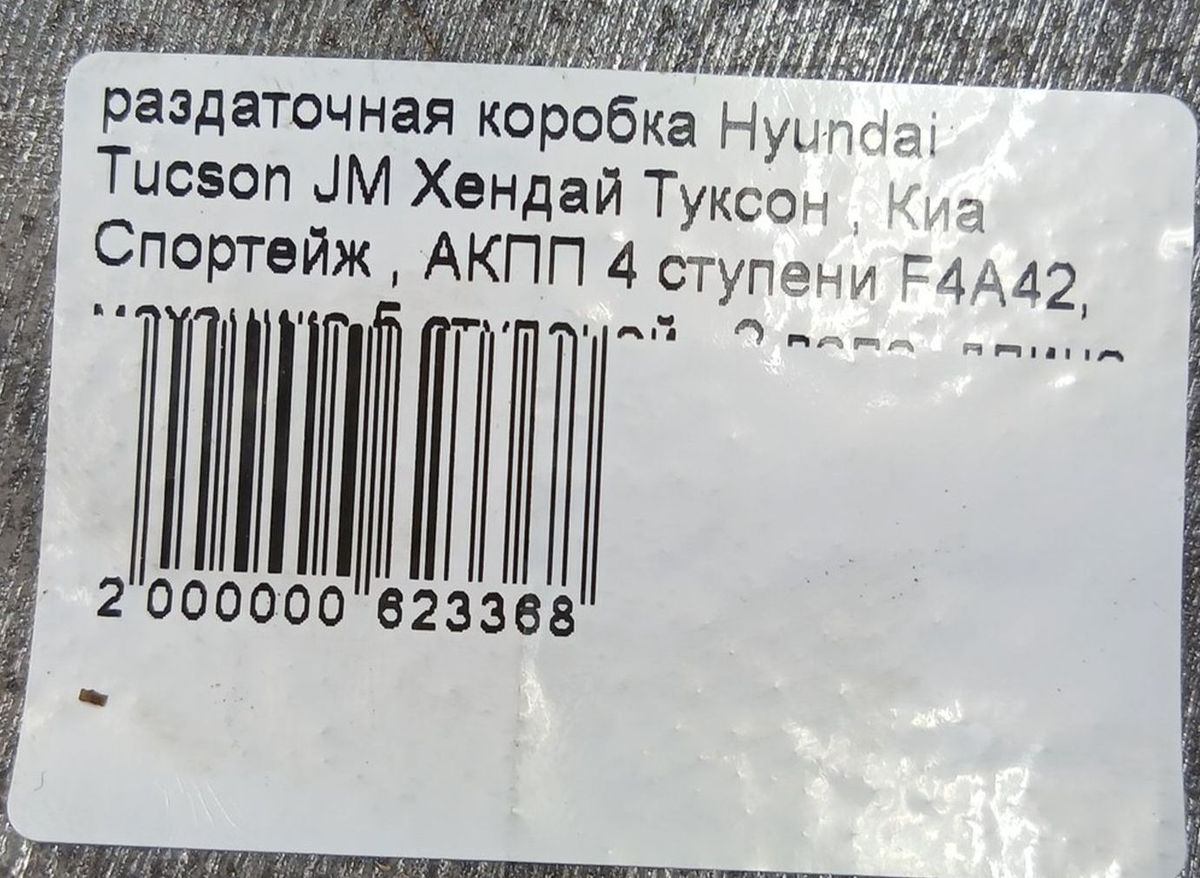 раздаточная коробка Hyundai
Tucson JM Хендай Туксон , Киа
Спортейж , АКПП 4 ступени F4A42,
2 000000 623368